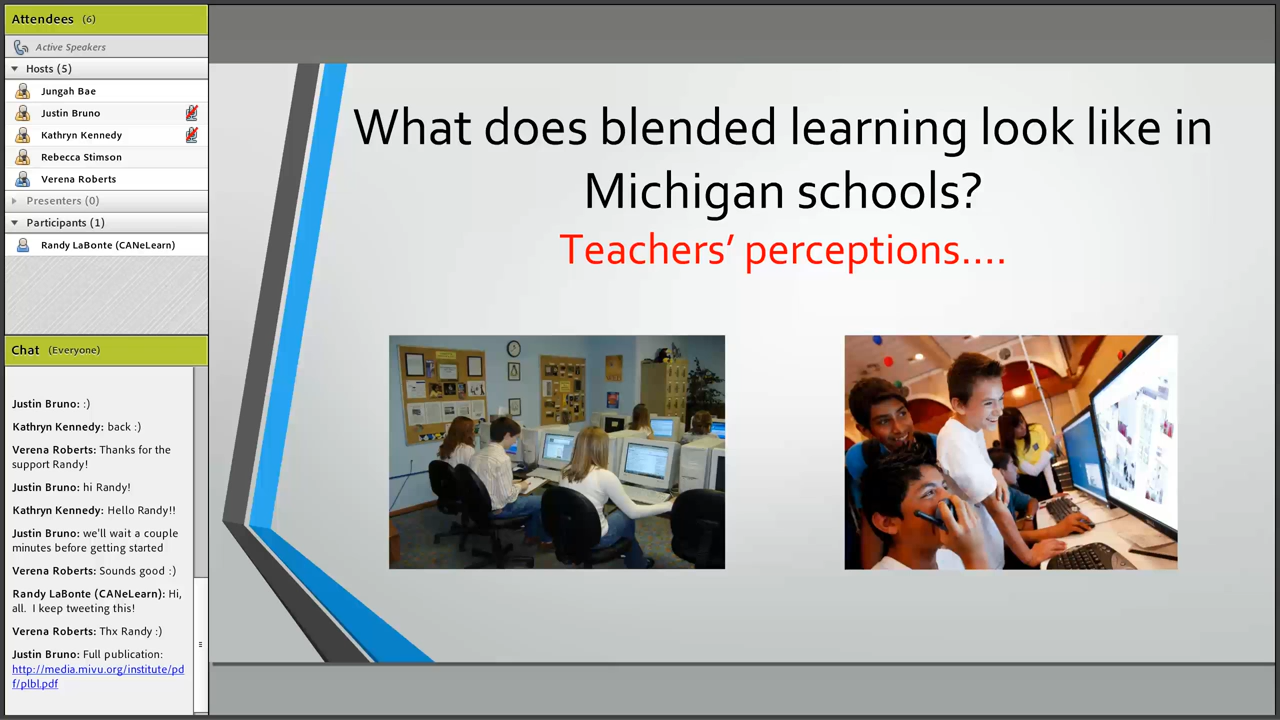 Attendees (6)
Active Speakers
Hosts (5)
Jungah Bae
Justin Bruno
Kathryn Kennedy
Rebecca Stimson
Verena Roberts
Presenters (0)
Participants (1)
Randy LaBonte (CANeLearn)
Chat (Everyone)
Justin Bruno: :)
Kathryn Kennedy: back :)
Verena Roberts: Thanks for the
support Randy!
Justin Bruno: hi Randy!
Kathryn Kennedy: Hello Randy!!
Justin Bruno: we'll wait a couple
minutes before getting started
Verena Roberts: Sounds good :)
Randy LaBonte (CANeLearn): Hi,
all. I keep tweeting this!
Verena Roberts: Thx Randy :)
Justin Bruno: Full publication:
http://media.mivu.org/institute/pd
f/plbl.pdf
What does blended learning look like in
Michigan schools?
Teachers’ perceptions....